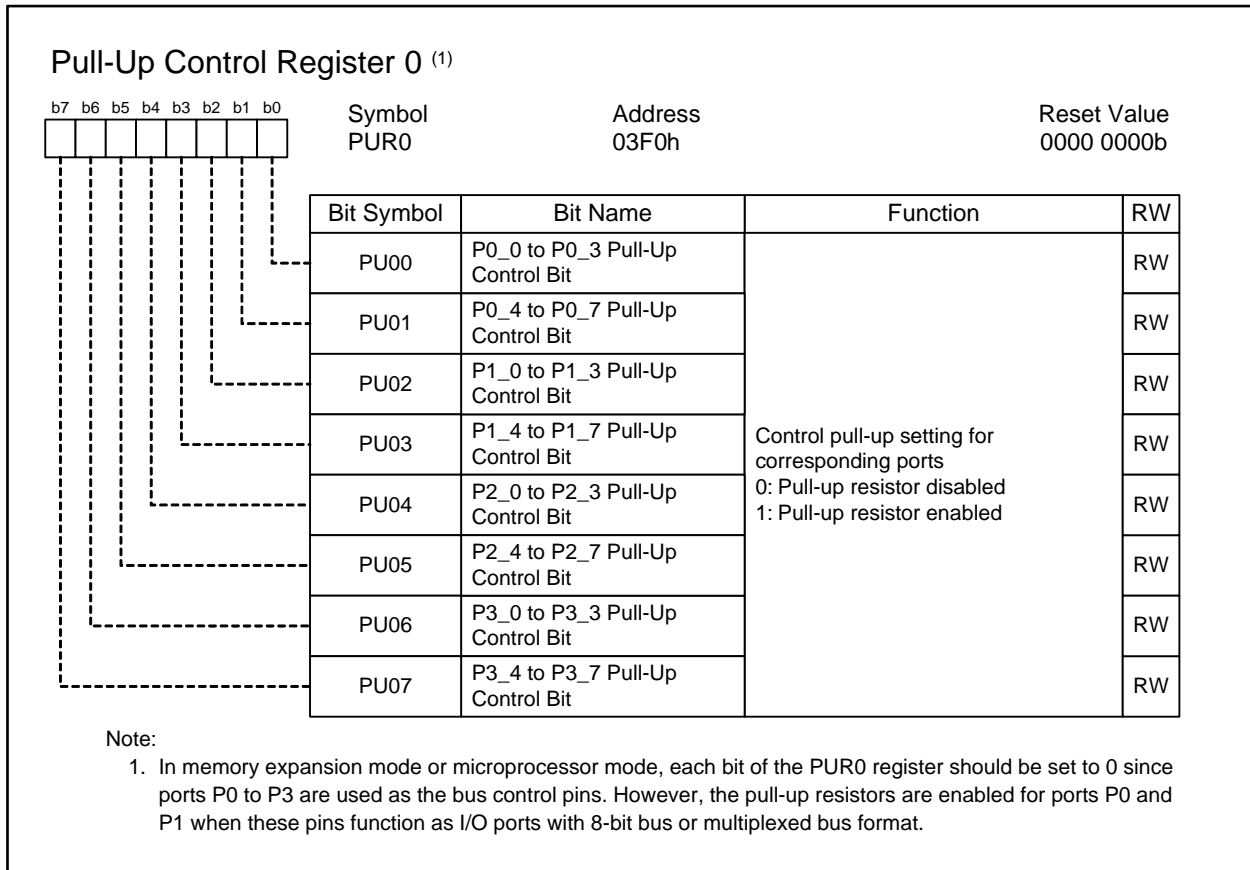 Pull-Up Control Register 0 (1)
b7 b6 b5 b4 b3 b2 b1 b0
Symbol Address Reset Value
PUR0 03F0h 0000 0000b
Bit Symbol Bit Name Function RW
PU00 P0_0 to P0_3 Pull-Up
Control Bit RW
PU01 P0_4 to P0_7 Pull-Up
Control Bit RW
PU02 P1_0 to P1_3 Pull-Up
Control Bit RW
PU03 P1_4 to P1_7 Pull-Up
Control Bit RW
PU04 P2_0 to P2_3 Pull-Up
Control Bit RW
PU05 P2_4 to P2_7 Pull-Up
Control Bit RW
PU06 P3_0 to P3_3 Pull-Up
Control Bit RW
PU07 P3_4 to P3_7 Pull-Up
Control Bit RW
Control pull-up setting for
corresponding ports
0: Pull-up resistor disabled
1: Pull-up resistor enabled
Note:
1. In memory expansion mode or microprocessor mode, each bit of the PUR0 register should be set to 0 since
ports P0 to P3 are used as the bus control pins. However, the pull-up resistors are enabled for ports P0 and
P1 when these pins function as I/O ports with 8-bit bus or multiplexed bus format.